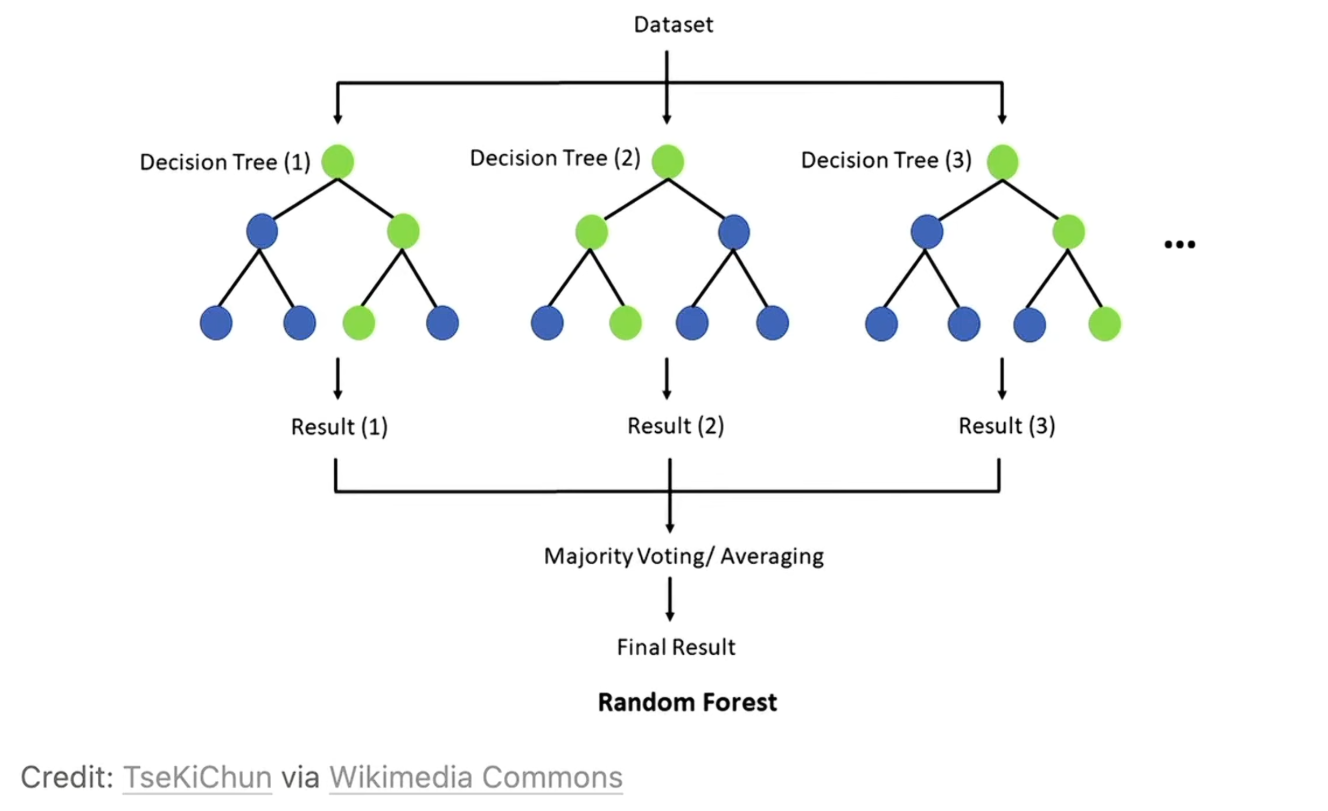 Dataset
Decision Tree (1)
Decision Tree (2)
Decision Tree (3)
...
Result (1)
Result (2)
Result (3)
Majority Voting/ Averaging
Final Result
Random Forest
Credit: TseKiChun via Wikimedia Commons